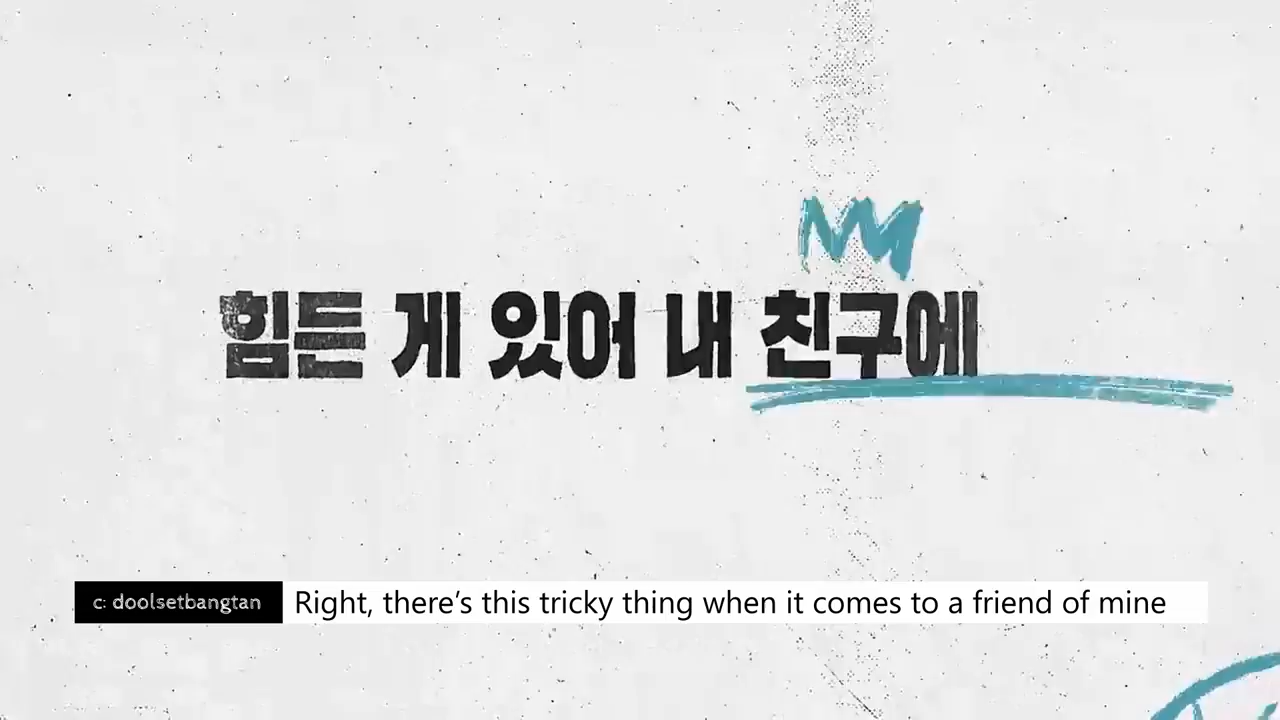 힘든 게 있어 내 친구에
c: doolsetbangtan Right, there’s this tricky thing when it comes to a friend of mine